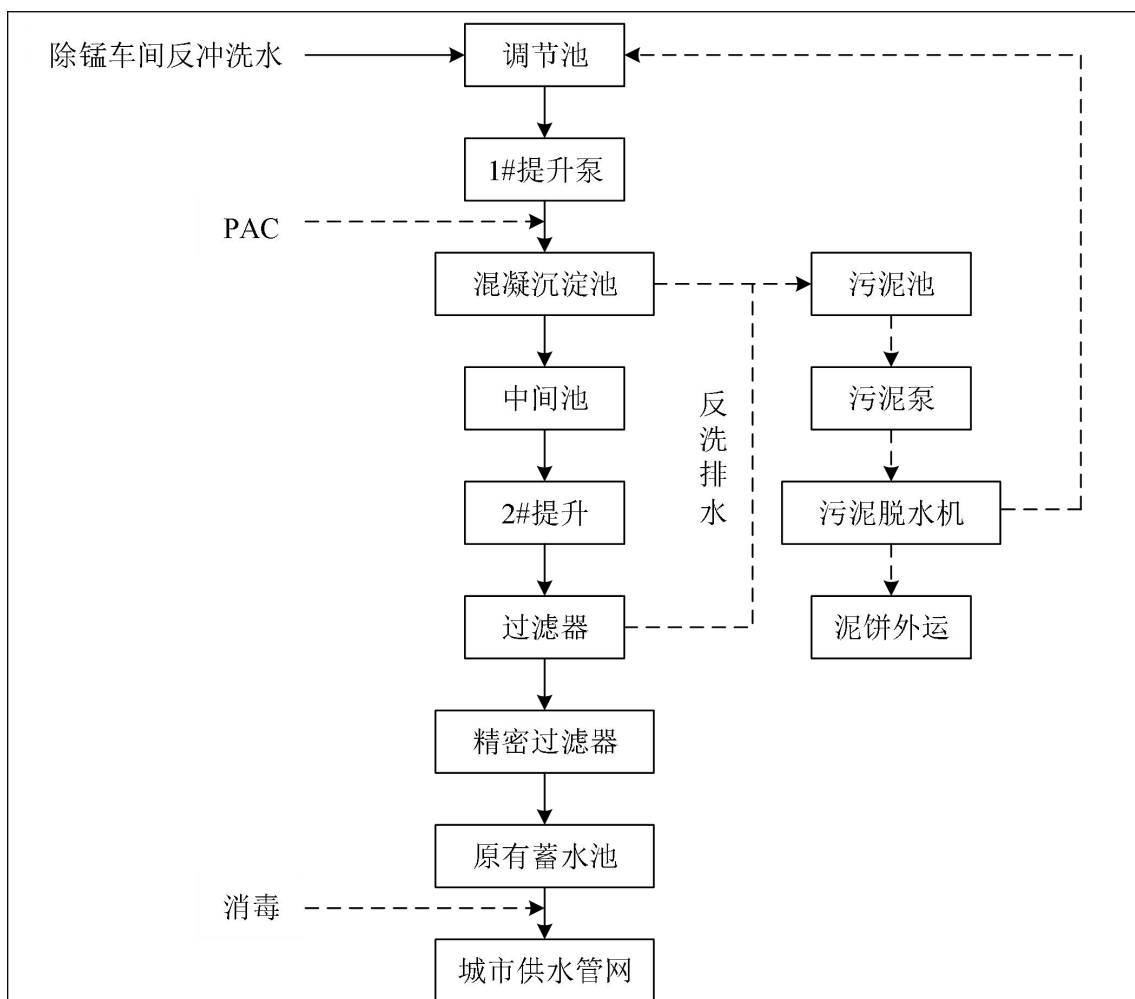 除锰车间反冲洗水
调节池
1#提升泵
PAC
混凝沉淀池
污泥池
中间池
反洗排水
污泥泵
2#提升
污泥脱水机
过滤器
泥饼外运
精密过滤器
原有蓄水池
消毒
城市供水管网